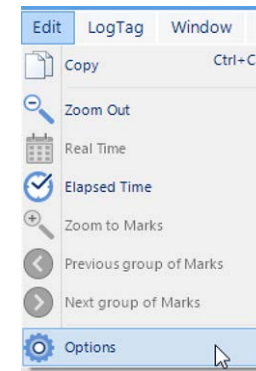 Edit LogTag Window
Copy Ctrl+C
Zoom Out
Real Time
Elapsed Time
Zoom to Marks
Previous group of Marks
Next group of Marks
Options